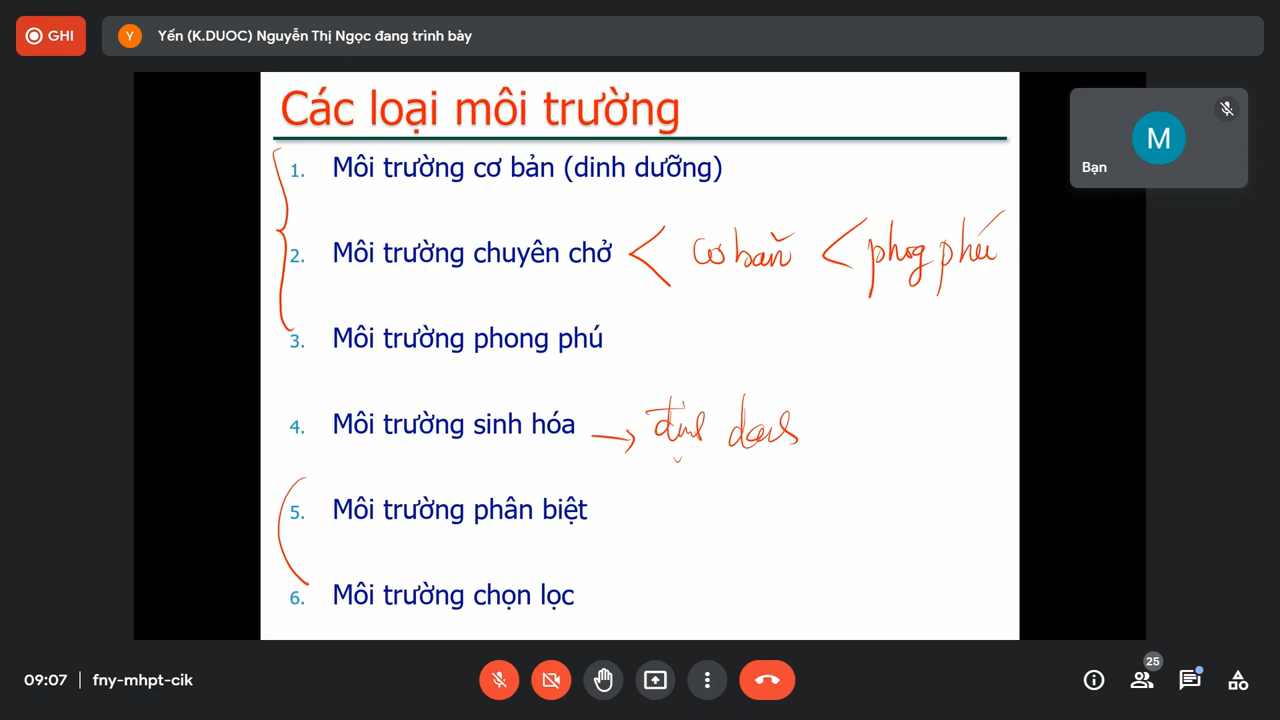 GHI
Y Yến (K.DUOC) Nguyễn Thị Ngọc đang trình bày
Các loại môi trường
M
Bạn
1. Môi trường cơ bản (dinh dưỡng)
2. Môi trường chuyên chở < cơ bản < phog phú
3. Môi trường phong phú
4. Môi trường sinh hóa → định
5. Môi trường phân biệt
6. Môi trường chọn lọc
09:07 | fny-mhpt-cik
25